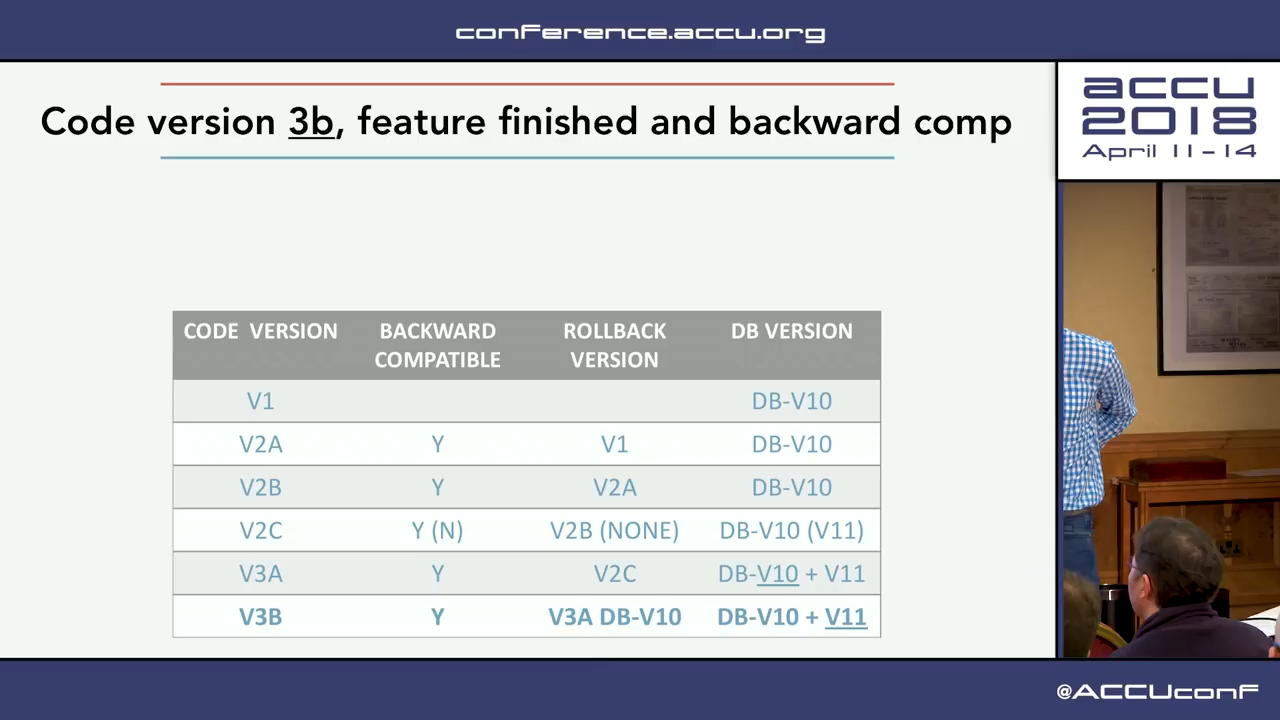 conference.accu.org
accu
2018
April 11-14
Code version 3b, feature finished and backward comp
CODE VERSION BACKWARD COMPATIBLE ROLLBACK VERSION DB VERSION
V1 DB-V10
V2A Y V1 DB-V10
V2B Y V2A DB-V10
V2C Y (N) V2B (NONE) DB-V10 (V11)
V3A Y V2C DB-V10 + V11
V3B Y V3A DB-V10 DB-V10 + V11
@ACCUconf